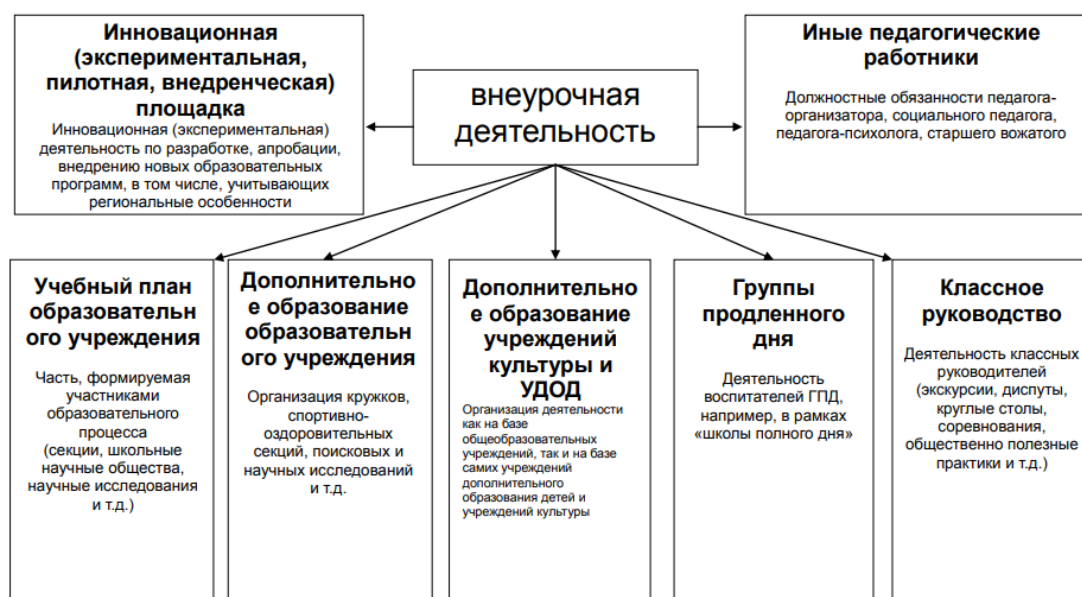 Инновационная
(экспериментальная,
пилотная, внедренческая)
площадка
Инновационная (экспериментальная)
деятельность по разработке, апробации,
внедрению новых образовательных
программ, в том числе, учитывающих
региональные особенности
внеурочная
деятельность
Иные педагогические
работники
Должностные обязанности педагога-
организатора, социального педагога,
педагога-психолога, старшего вожатого
Учебный план
образовательн
ого учреждения
Часть, формируемая
участниками
образовательного
процесса
(секции, школьные
научные общества,
научные исследования
и т.д.)
Дополнительно
е образование
образовательн
ого учреждения
Организация кружков,
спортивно-
оздоровительных
секций, поисковых и
научных исследований
и т.д.
Дополнительно
е образование
учреждений
культуры и
УДОД
Организация деятельности
как на базе
общеобразовательных
учреждений, так и на базе
самих учреждений
дополнительного
образования детей и
учреждений культуры
Группы
продленного
дня
Деятельность
воспитателей ГПД,
например, в рамках
«школы полного дня»
Классное
руководство
Деятельность классных
руководителей
(экскурсии, диспуты,
круглые столы,
соревнования,
общественно полезные
практики и т.д.)